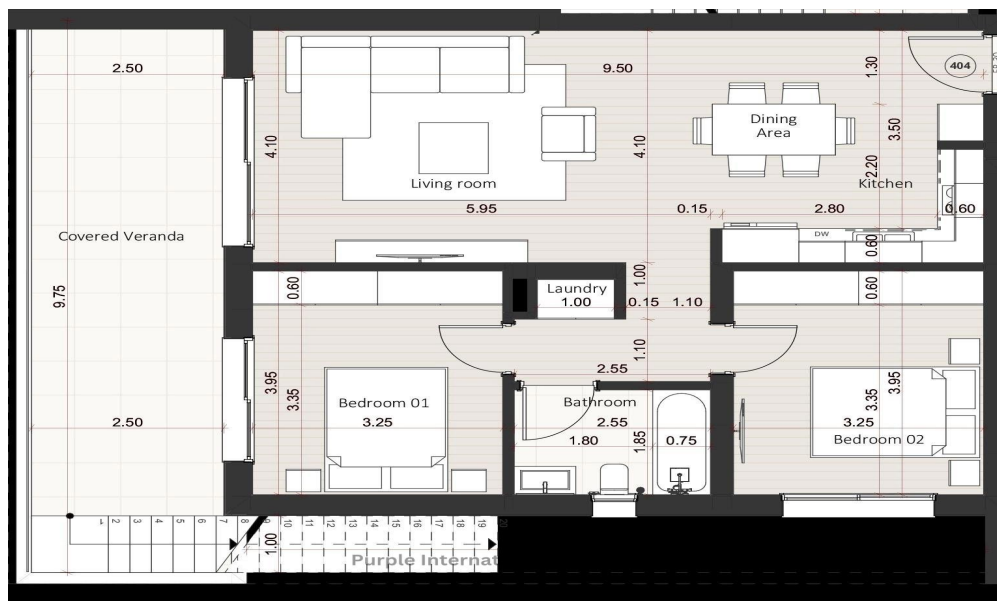 2.50
9.50
1.30
404
Dining
Area
3.50
4.10
4.10
2.20
Living room
Kitchen
5.95
0.15
2.80
0.60
Covered Veranda
DW
0.60
9.75
0.60
Laundry
1.00
1.00
0.15
1.10
0.60
1.10
2.55
3.95
3.35
Bedroom 01
3.25
2.50
Bathroom
2.55
1.80
1.85
0.75
3.35
3.95
3.25
Bedroom 02
1 2 3 4 5 6 7 8 9 10 11 12 13 14 15 16 17 18 19 20
1.00
Purple Internat